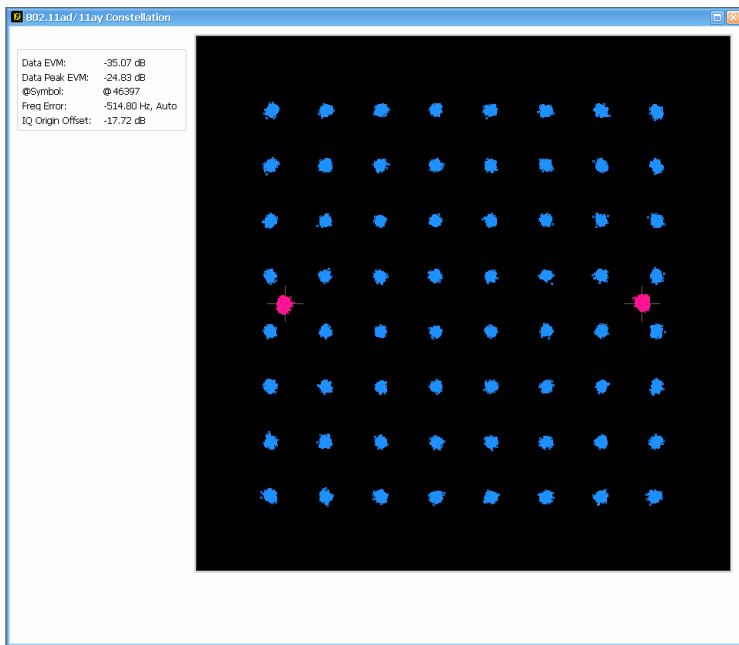 802.11ad/11ay Constellation
Data EVM: -35.07 dB
Data Peak EVM: -24.83 dB
@Symbol: @ 46397
Freq Error: -514.80 Hz, Auto
IQ Origin Offset: -17.72 dB